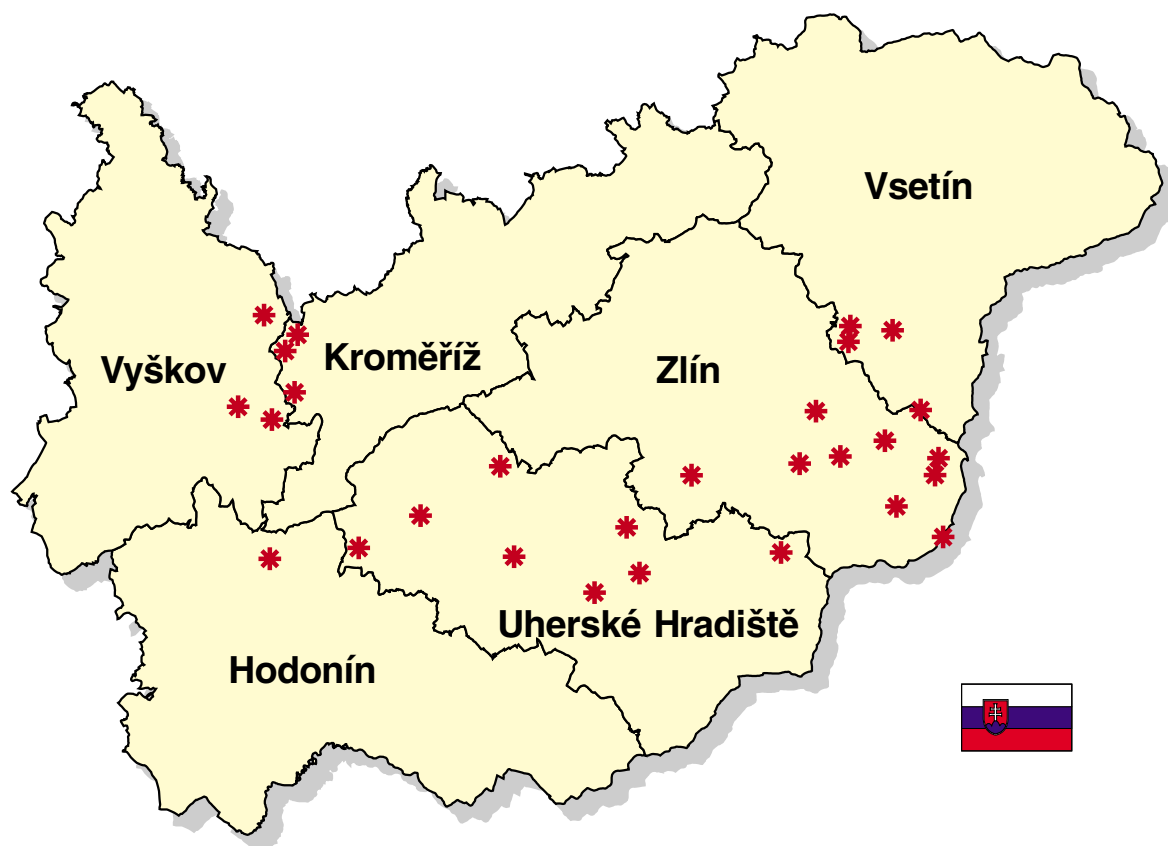 Vsetín
Kroměříž
Vyškov
Zlín
Uherské Hradiště
Hodonín